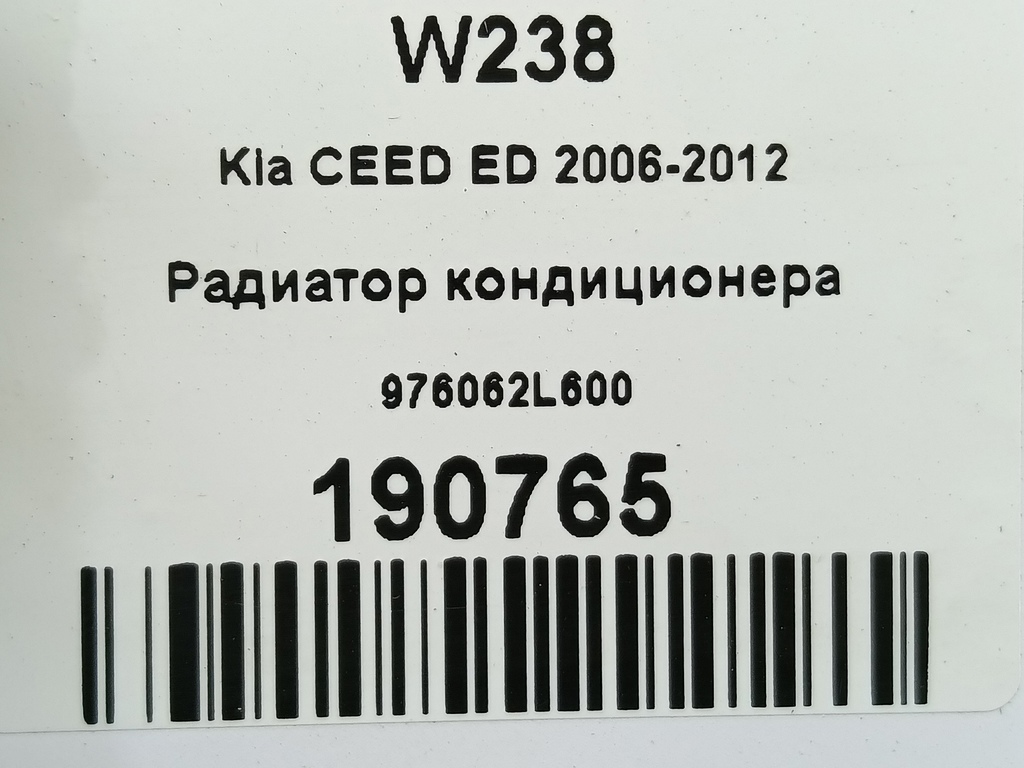 W238
Kia CEED ED 2006-2012
Радиатор кондиционера
976062L600
190765